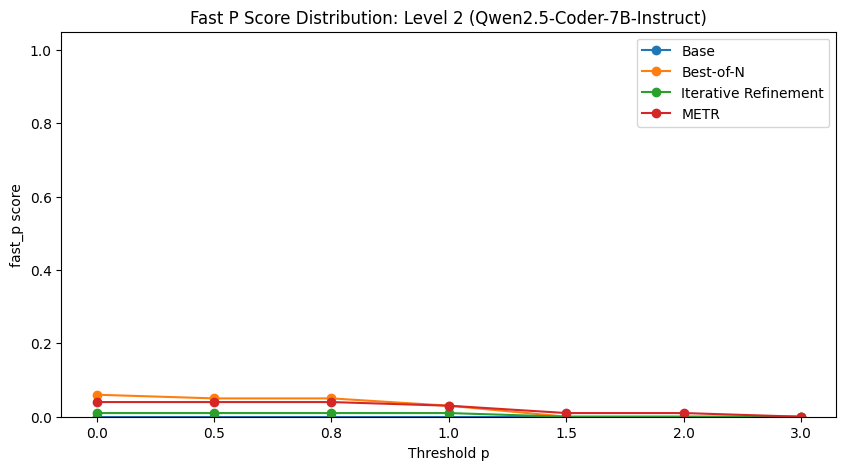 Fast P Score Distribution: Level 2 (Qwen2.5-Coder-7B-Instruct)
Base
Best-of-N
Iterative Refinement
METR
1.0
0.8
0.6
0.4
0.2
0.0
fast_p score
0.0 0.5 0.8 1.0 1.5 2.0 3.0
Threshold p